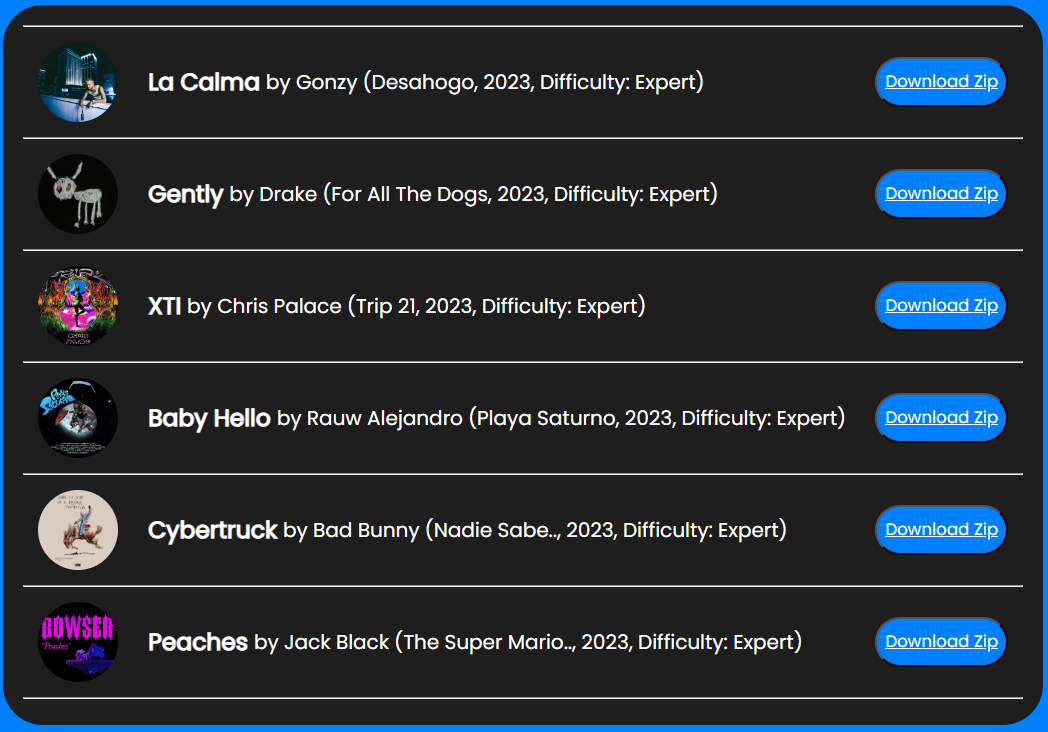 La Calma by Gonzy (Desahogo, 2023, Difficulty: Expert) Download Zip
Gently by Drake (For All The Dogs, 2023, Difficulty: Expert) Download Zip
XTI by Chris Palace (Trip 21, 2023, Difficulty: Expert) Download Zip
Baby Hello by Rauw Alejandro (Playa Saturno, 2023, Difficulty: Expert) Download Zip
Cybertruck by Bad Bunny (Nadie Sabe.., 2023, Difficulty: Expert) Download Zip
BOWSER
"Peaches"
Peaches by Jack Black (The Super Mario.., 2023, Difficulty: Expert) Download Zip